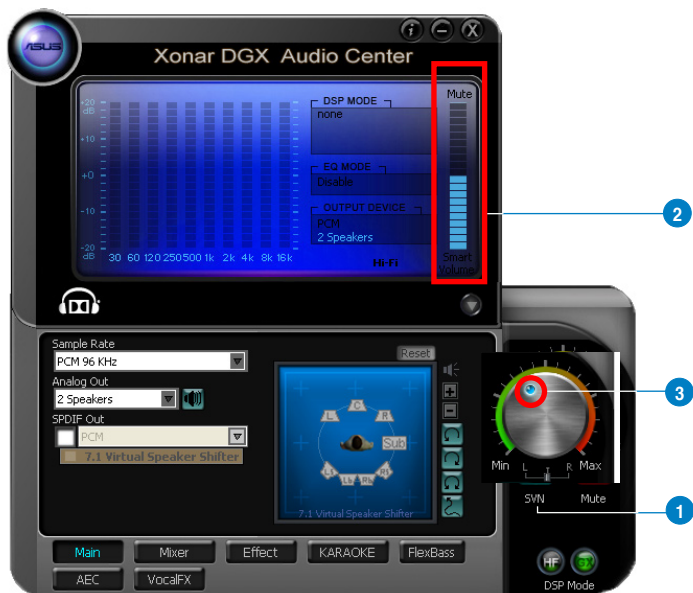 ASUS
i
Xonar DGX Audio Center
+20
dB
+10
+0
-10
-20
dB
30 60 120 250 500 1k 2k 4k 8k 16k
DSP MODE
none
EQ MODE
Disable
OUTPUT DEVICE
PCM
2 Speakers
Hi-Fi
Mute
Smart
Volume
2
Sample Rate
PCM 96 KHz
Analog Out
2 Speakers
SPDIF Out
PCM
7.1 Virtual Speaker Shifter
Reset
L C R
Sub
Ls Lb Rb Rs
7.1 Virtual Speaker Shifter
3
Min L R Max
SVN Mute
1
HF GX
DSP Mode
Main Mixer Effect KARAOKE FlexBass
AEC VocalFX